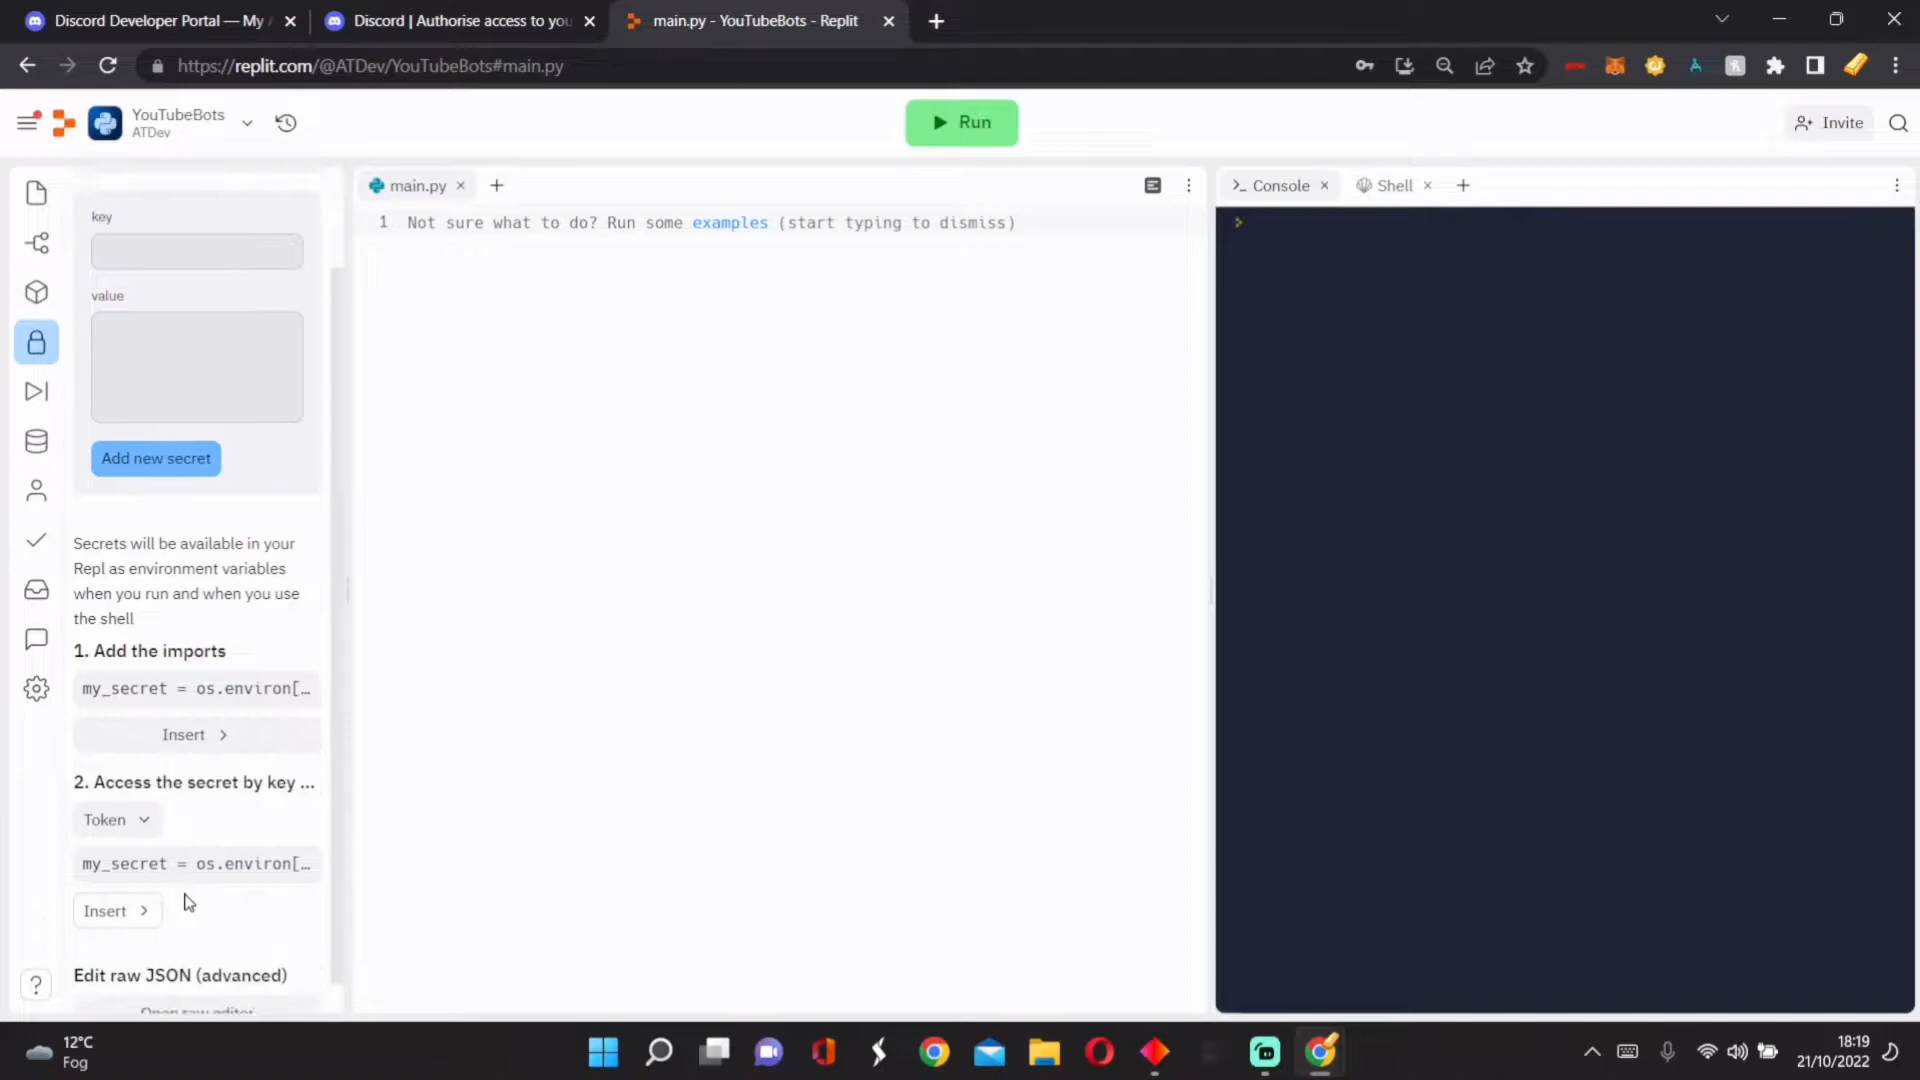 Discord Developer Portal — My A
Discord | Authorise access to you
main.py - YouTubeBots - Replit
https://replit.com/@ATDev/YouTubeBots#main.py
YouTubeBots
ATDev
Run
Invite
key
value
Add new secret
Secrets will be available in your
Repl as environment variables
when you run and when you use
the shell
1. Add the imports
my_secret = os.environ[…
Insert
2. Access the secret by key ...
Token
my_secret = os.environ[…
Insert
Edit raw JSON (advanced)
Open raw editor
?
main.py
1 Not sure what to do? Run some examples (start typing to dismiss)
Console
Shell
12°C
Fog
18:19
21/10/2022